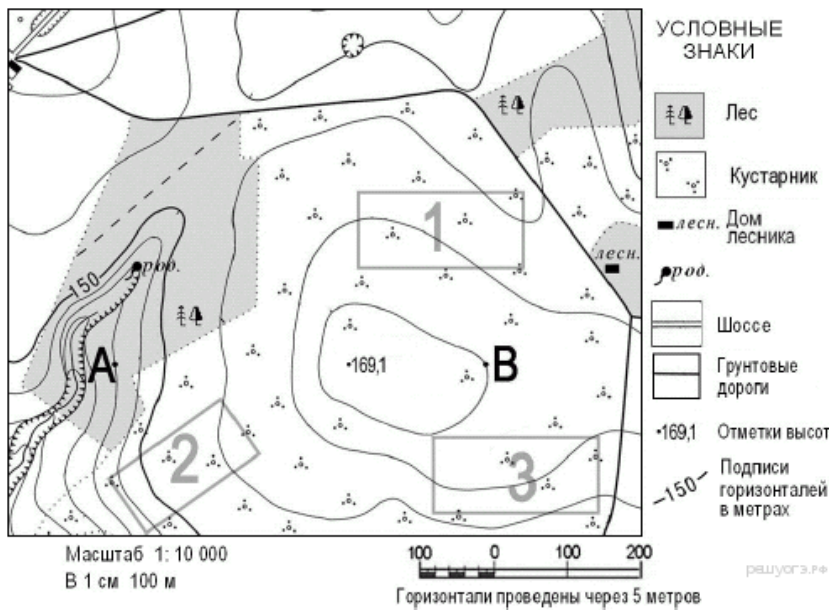 УСЛОВНЫЕ
ЗНАКИ
Лес
Кустарник
лесн. Дом
лесника
род.
Шоссе
Грунтовые
дороги
•169,1 Отметки высот
—150— Подписи
горизонталей
в метрах
1
лесн.
род.
150
A
•169,1
B
2
3
Масштаб 1: 10 000
В 1 см 100 м
100 0 100 200
Горизонтали проведены через 5 метров
решуогэ.рф